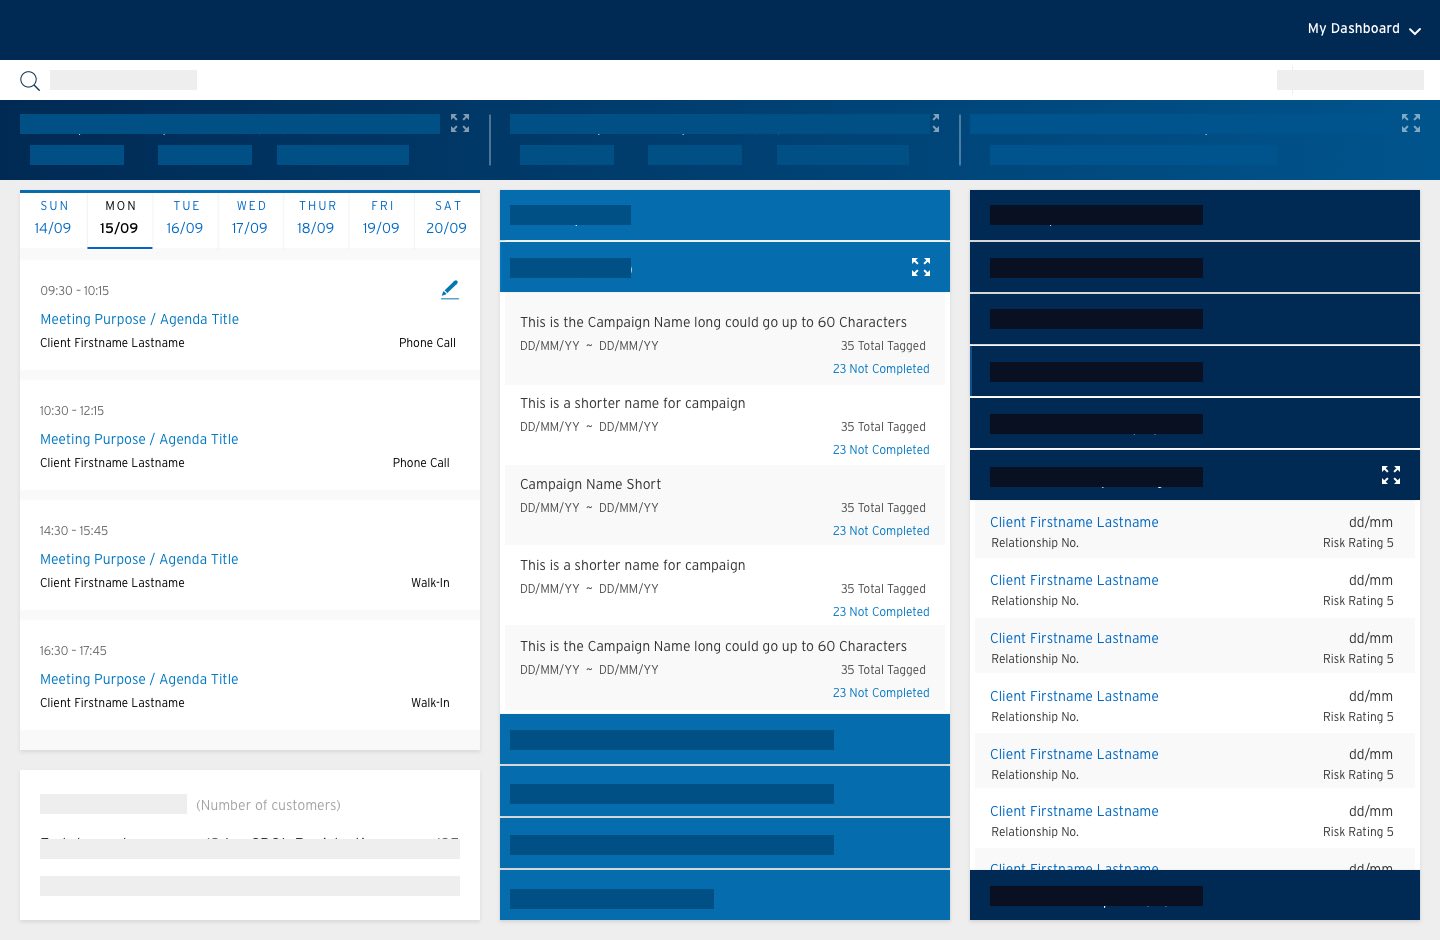 My Dashboard
SUN MON TUE WED THUR FRI SAT
14/09 15/09 16/09 17/09 18/09 19/09 20/09
09:30 - 10:15
Meeting Purpose / Agenda Title
Client Firstname Lastname Phone Call
10:30 - 12:15
Meeting Purpose / Agenda Title
Client Firstname Lastname Phone Call
14:30 - 15:45
Meeting Purpose / Agenda Title
Client Firstname Lastname Walk-In
16:30 - 17:45
Meeting Purpose / Agenda Title
Client Firstname Lastname Walk-In
(Number of customers)
This is the Campaign Name long could go up to 60 Characters
DD/MM/YY ~ DD/MM/YY 35 Total Tagged
23 Not Completed
This is a shorter name for campaign
DD/MM/YY ~ DD/MM/YY 35 Total Tagged
23 Not Completed
Campaign Name Short
DD/MM/YY ~ DD/MM/YY 35 Total Tagged
23 Not Completed
This is a shorter name for campaign
DD/MM/YY ~ DD/MM/YY 35 Total Tagged
23 Not Completed
This is the Campaign Name long could go up to 60 Characters
DD/MM/YY ~ DD/MM/YY 35 Total Tagged
23 Not Completed
Client Firstname Lastname dd/mm
Relationship No. Risk Rating 5
Client Firstname Lastname dd/mm
Relationship No. Risk Rating 5
Client Firstname Lastname dd/mm
Relationship No. Risk Rating 5
Client Firstname Lastname dd/mm
Relationship No. Risk Rating 5
Client Firstname Lastname dd/mm
Relationship No. Risk Rating 5
Client Firstname Lastname dd/mm
Relationship No. Risk Rating 5
Client Firstname Lastname dd/mm